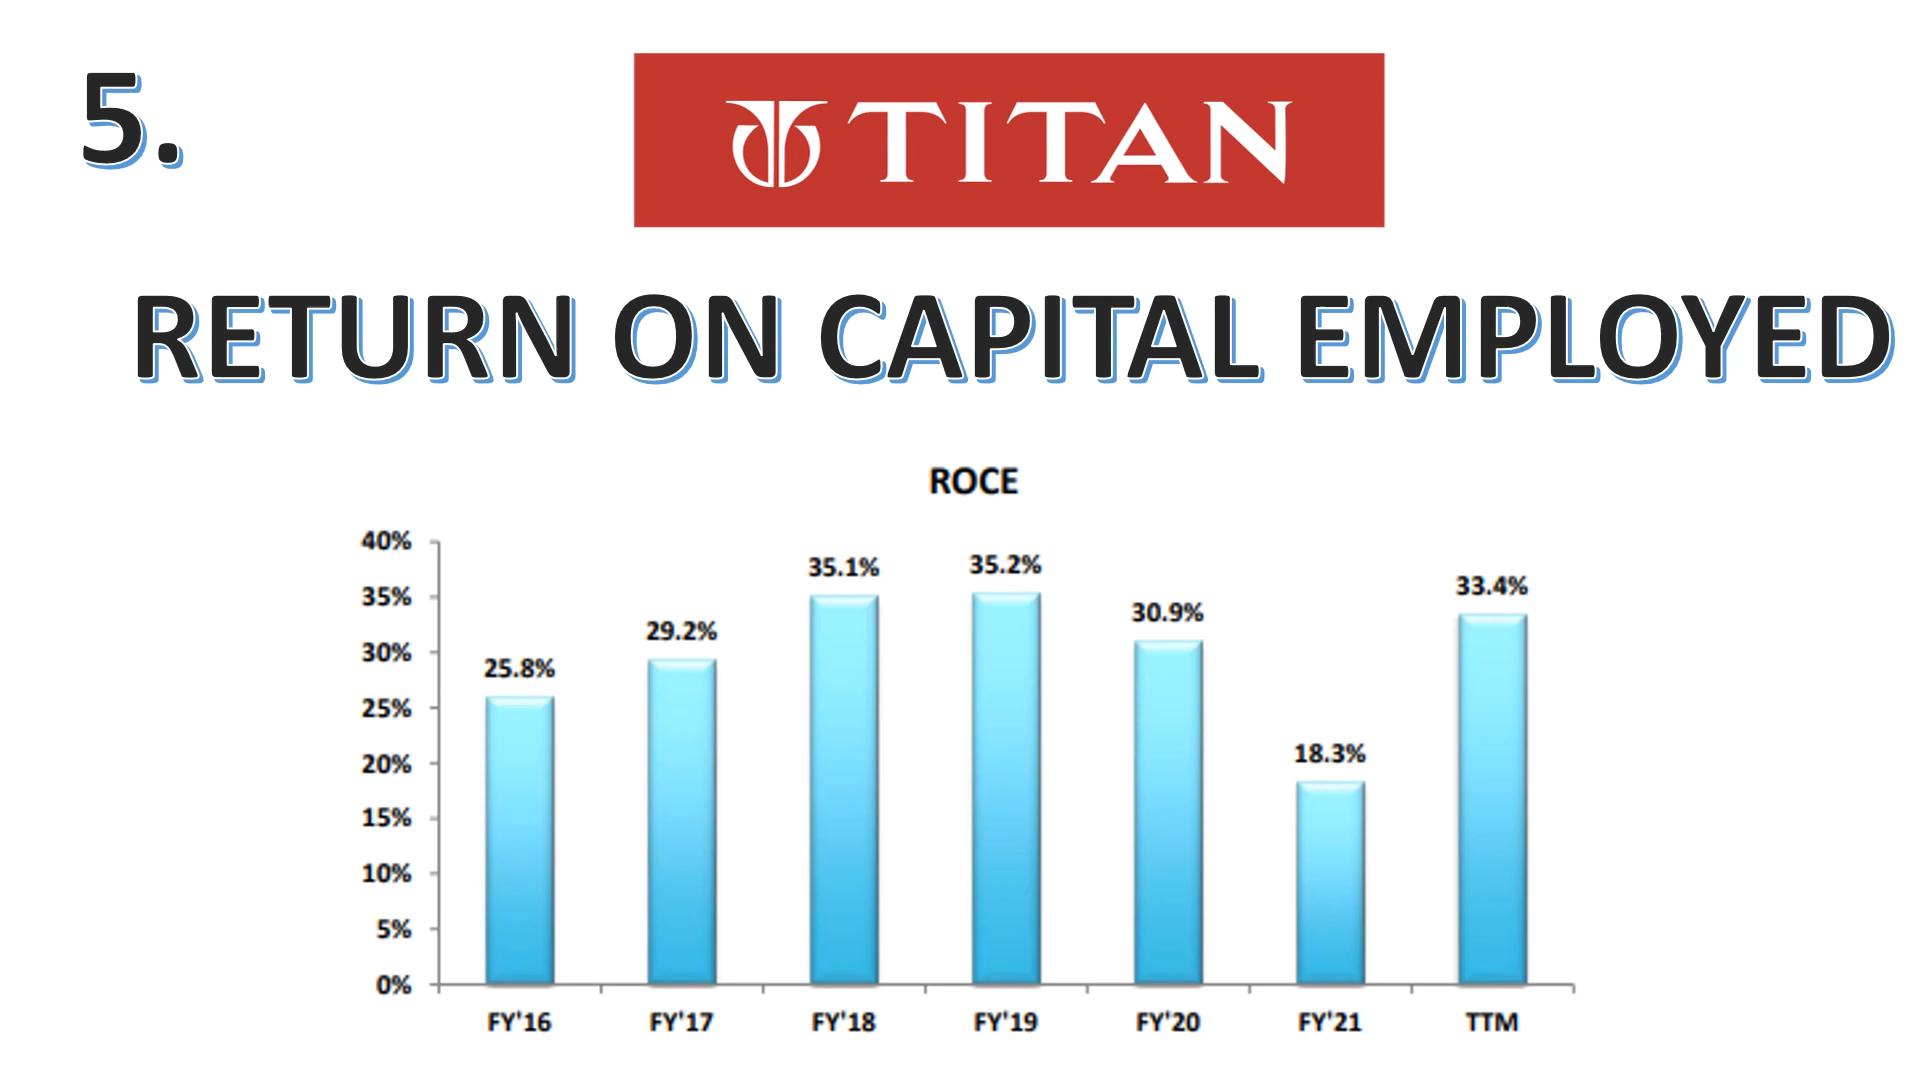 5.
TITAN
RETURN ON CAPITAL EMPLOYED
ROCE
40%
35%
30%
25%
20%
15%
10%
5%
0%
25.8%
29.2%
35.1%
35.2%
30.9%
18.3%
33.4%
FY'16
FY'17
FY'18
FY'19
FY'20
FY'21
TTM